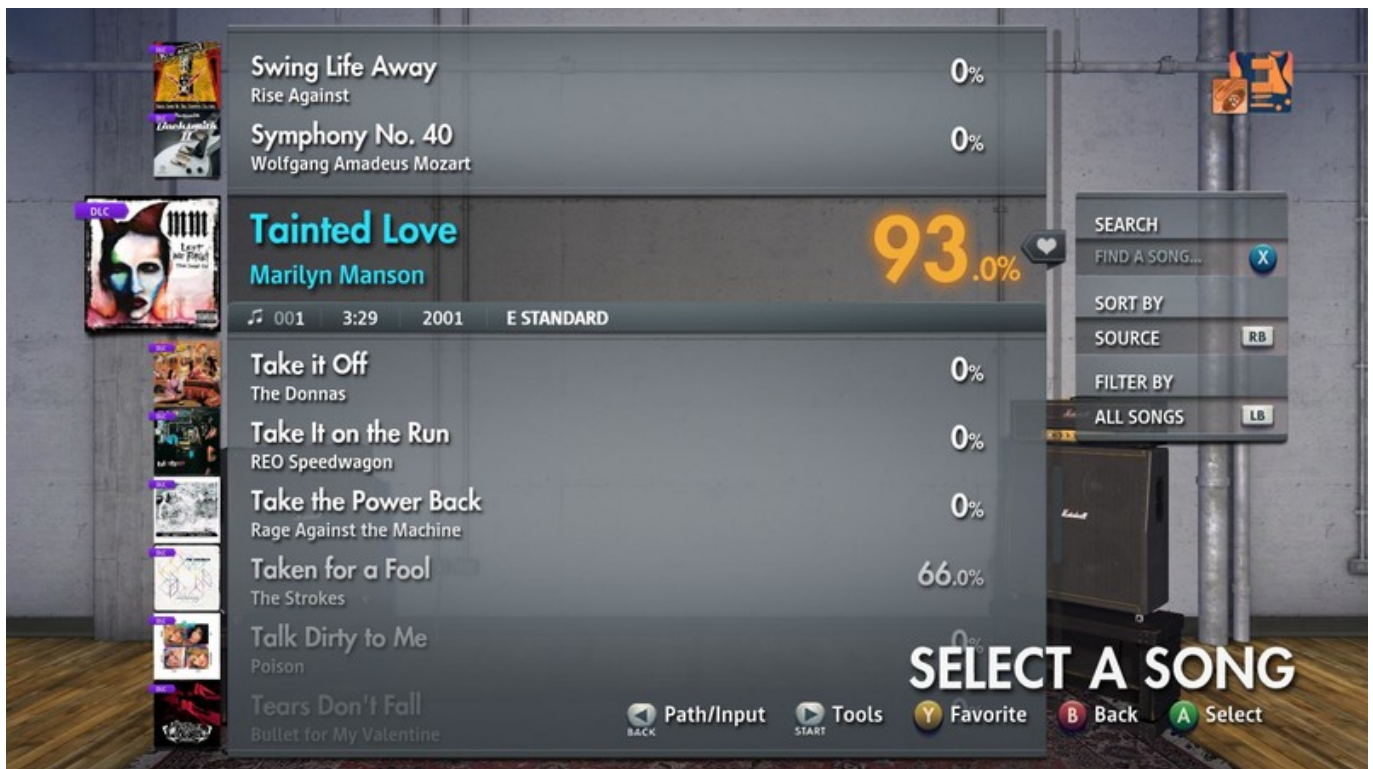 Swing Life Away
Rise Against
0%
Symphony No. 40
Wolfgang Amadeus Mozart
0%
DLC
Tainted Love
Marilyn Manson
93.0%
001 3:29 2001 E STANDARD
Take it Off
The Donnas
0%
Take It on the Run
REO Speedwagon
0%
Take the Power Back
Rage Against the Machine
0%
Taken for a Fool
The Strokes
66.0%
Talk Dirty to Me
Poison
0%
Tears Don't Fall
Bullet for My Valentine
SEARCH
FIND A SONG... X
SORT BY
SOURCE RB
FILTER BY
ALL SONGS LB
Marshall
SELECT A SONG
BACK Path/Input
START Tools
Y Favorite
B Back
A Select